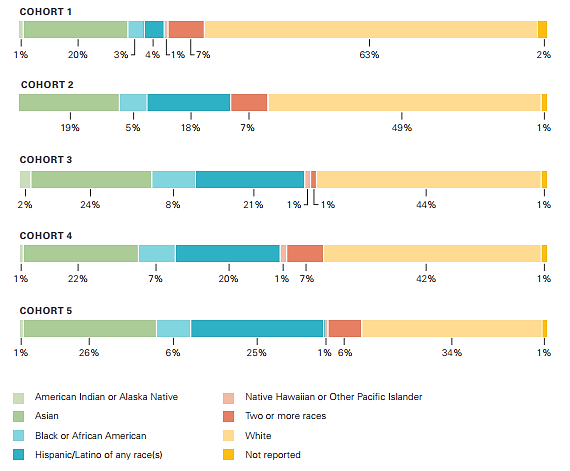 COHORT 1
1% 20% 3% 4% 1% 7% 63% 2%
COHORT 2
19% 5% 18% 7% 49% 1%
COHORT 3
2% 24% 8% 21% 1% 1% 44% 1%
COHORT 4
1% 22% 7% 20% 1% 7% 42% 1%
COHORT 5
1% 26% 6% 25% 1% 6% 34% 1%
American Indian or Alaska Native
Asian
Black or African American
Hispanic/Latino of any race(s)
Native Hawaiian or Other Pacific Islander
Two or more races
White
Not reported